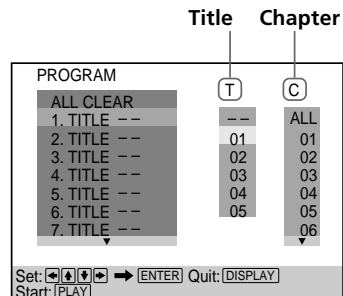 Title Chapter
PROGRAM
T C
ALL CLEAR
1. TITLE – – – – ALL
2. TITLE – – 01 01
3. TITLE – – 02 02
4. TITLE – – 03 03
5. TITLE – – 04 04
6. TITLE – – 05 05
7. TITLE – – 06
Set: ENTER Quit: DISPLAY
Start: PLAY